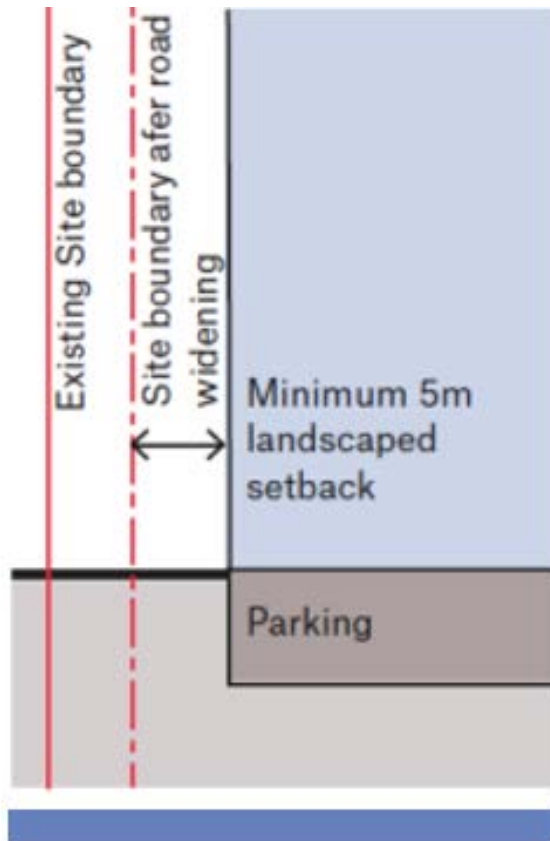 Existing Site boundary
Site boundary afer road
widening
Minimum 5m
landscaped
setback
Parking